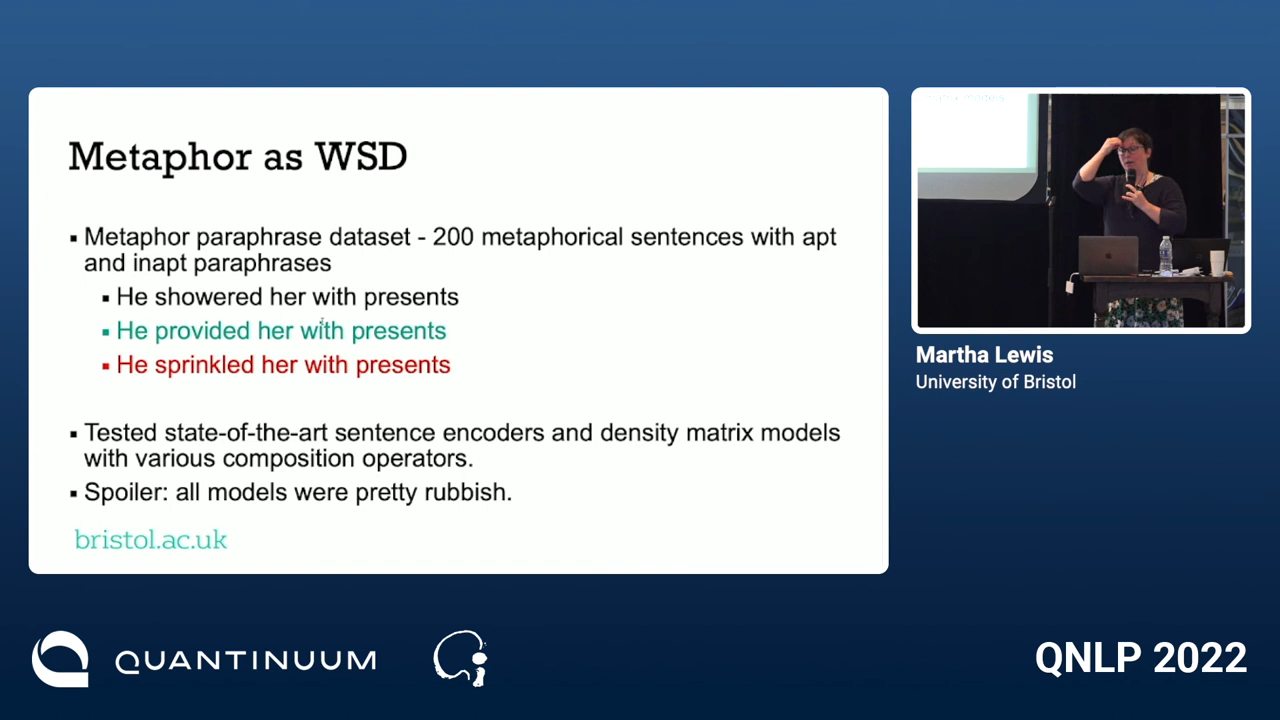 Metaphor as WSD
▪ Metaphor paraphrase dataset - 200 metaphorical sentences with apt
and inapt paraphrases
▪ He showered her with presents
▪ He provided her with presents
▪ He sprinkled her with presents
▪ Tested state-of-the-art sentence encoders and density matrix models
with various composition operators.
▪ Spoiler: all models were pretty rubbish.
bristol.ac.uk
matrix models
Martha Lewis
University of Bristol
QUANTINUUM
QNLP 2022